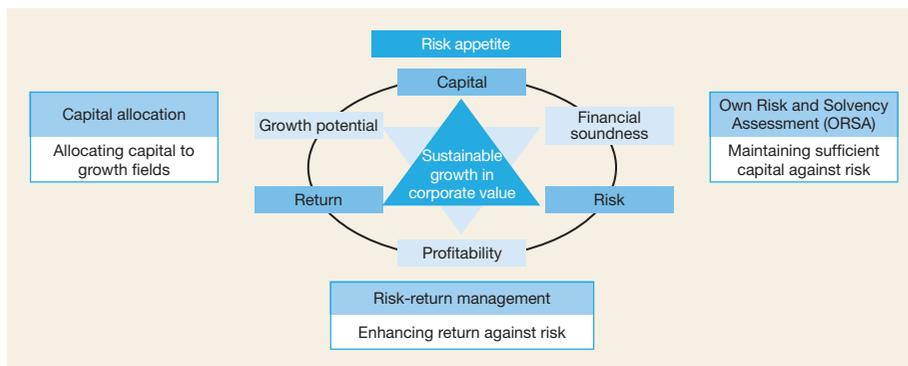 Risk appetite
Capital
Capital allocation
Allocating capital to
growth fields
Growth potential
Financial
soundness
Own Risk and Solvency
Assessment (ORSA)
Maintaining sufficient
capital against risk
Sustainable
growth in
corporate value
Return
Risk
Profitability
Risk-return management
Enhancing return against risk